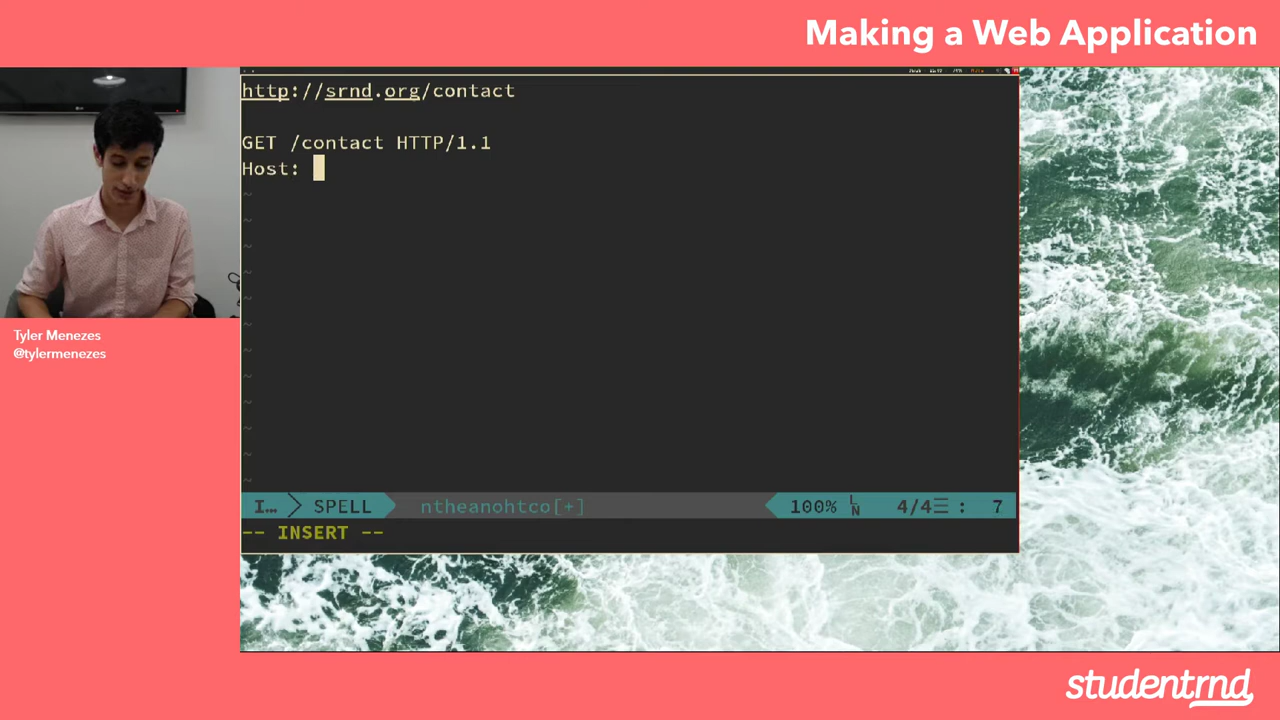 Making a Web Application
http://srnd.org/contact
GET /contact HTTP/1.1
Host:
~
~
~
~
~
~
~
~
~
~
~
~
I... SPELL ntheanohtco[+] 100% LN 4/4☰ : 7
-- INSERT --
Tyler Menezes
@tylermenezes
studentrnd